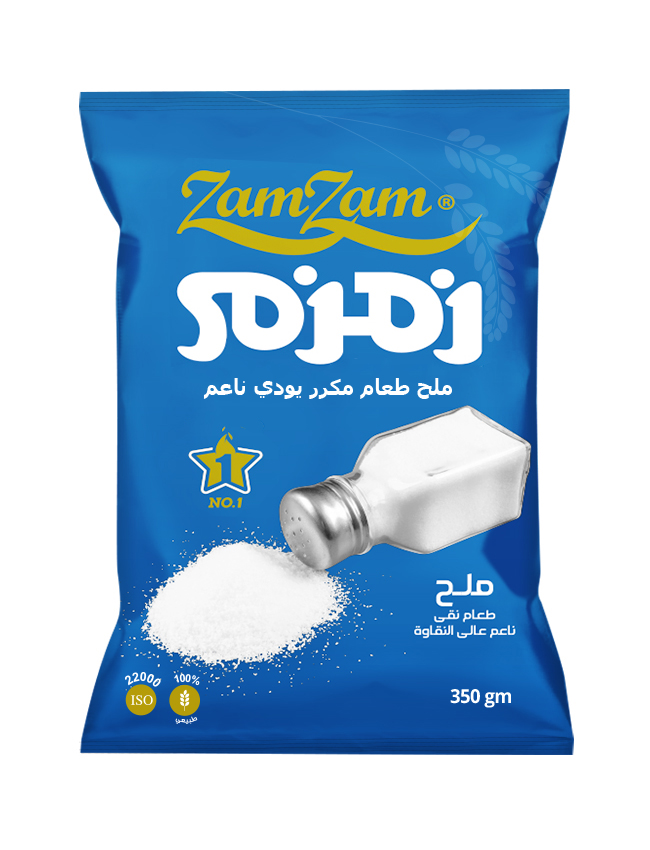 ZamZam®
زمزم
ملح طعام مكرر يودي ناعم
1
NO.1
ملح
طعام نقى
ناعم عالى النقاوة
22000
ISO
100%
طبيعي
350 gm